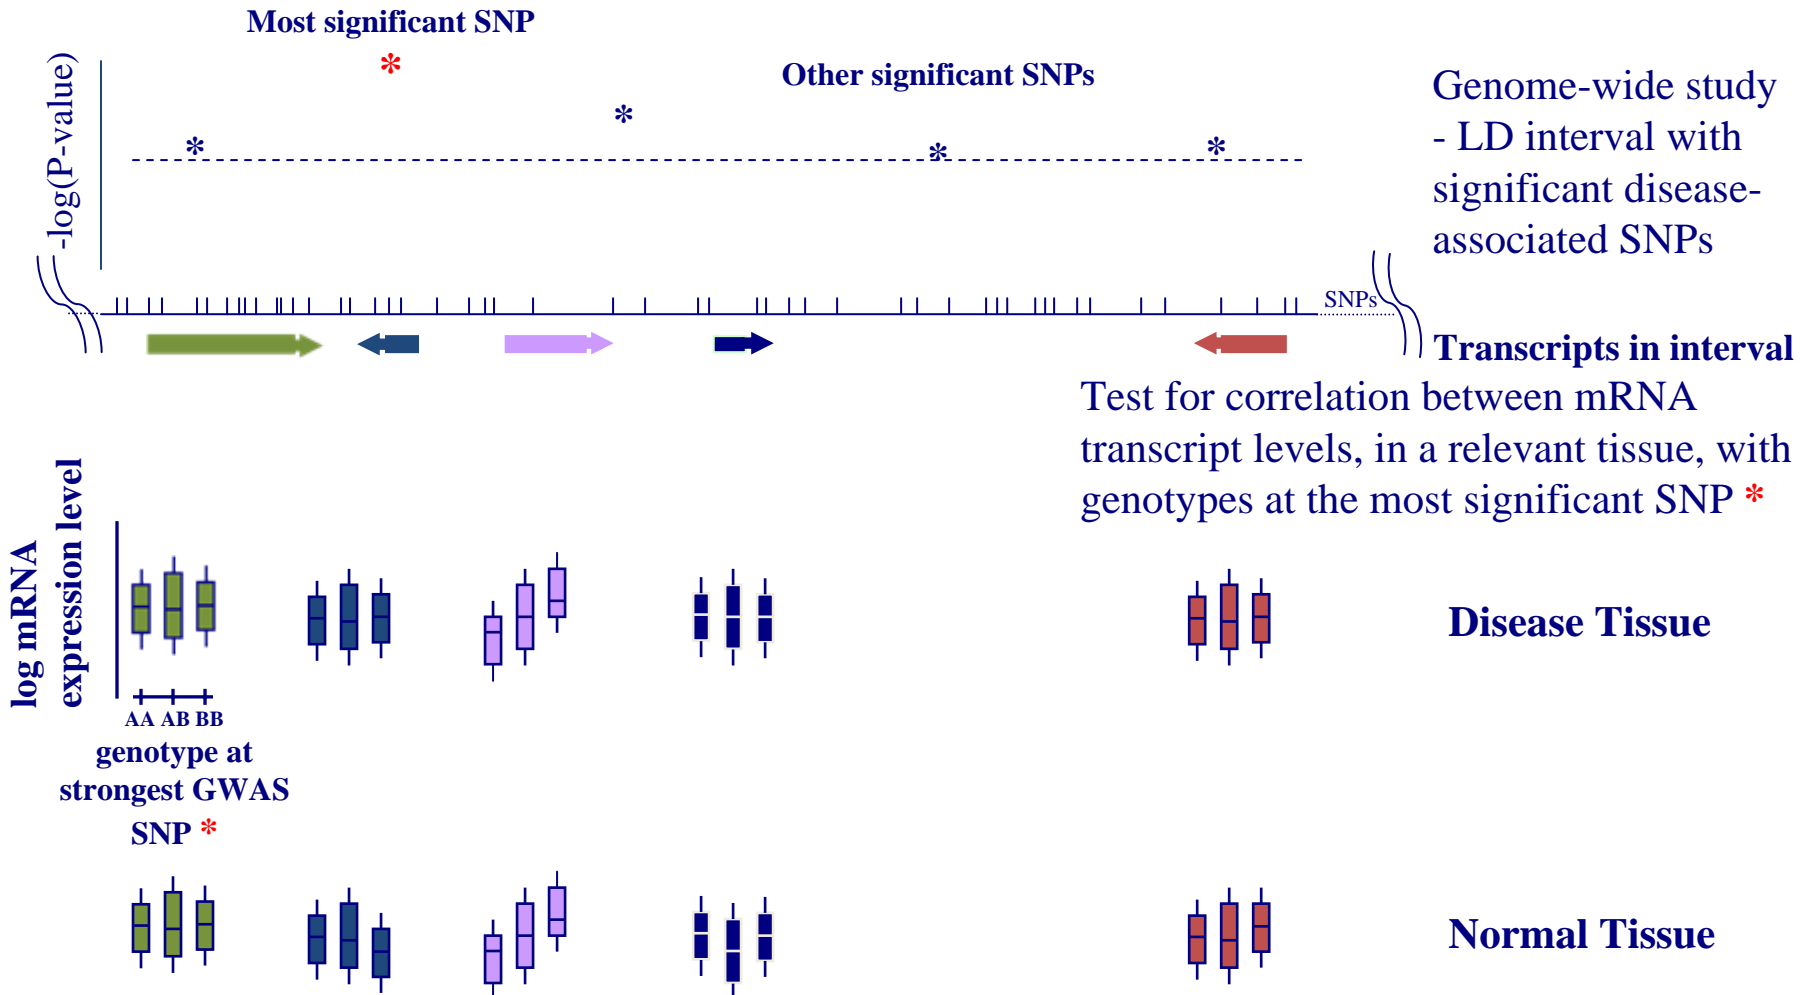 Most significant SNP
*
Other significant SNPs
-log(P-value)
* * * *
Genome-wide study
- LD interval with
significant disease-
associated SNPs
SNPs
Transcripts in interval
Test for correlation between mRNA
transcript levels, in a relevant tissue, with
genotypes at the most significant SNP *
log mRNA
expression level
Disease Tissue
AA AB BB
genotype at
strongest GWAS
SNP *
Normal Tissue